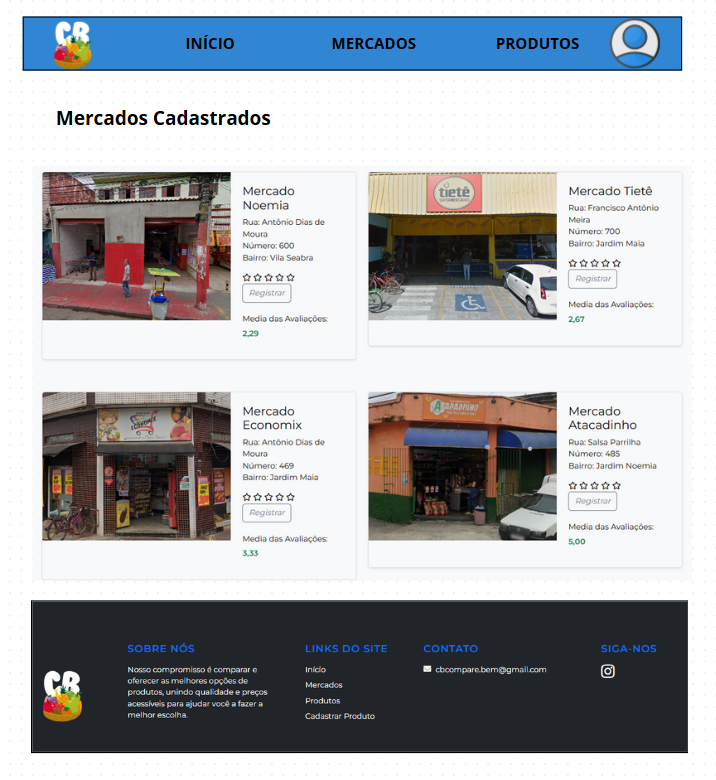 CB
INÍCIO
MERCADOS
PRODUTOS
Mercados Cadastrados
Mercado
Noemia
Rua: Antônio Dias de
Moura
Número: 600
Bairro: Vila Seabra
Registrar
Media das Avaliações:
2,29
tietê
SUPERMERCADOS
Mercado Tietê
Rua: Francisco Antônio
Meira
Número: 700
Bairro: Jardim Maia
Registrar
Media das Avaliações:
2,67
ECONOMIX
Mercado
Economix
Rua: Antônio Dias de
Moura
Número: 469
Bairro: Jardim Maia
Registrar
Media das Avaliações:
3,33
Mercado
Atacadinho
Rua: Salsa Parrilha
Número: 485
Bairro: Jardim Noemia
Registrar
Media das Avaliações:
5,00
CB
SOBRE NÓS
Nosso compromisso é comparar e
oferecer as melhores opções de
produtos, unindo qualidade e preços
acessíveis para ajudar você a fazer a
melhor escolha.
LINKS DO SITE
Início
Mercados
Produtos
Cadastrar Produto
CONTATO
cbcompare.bem@gmail.com
SIGA-NOS